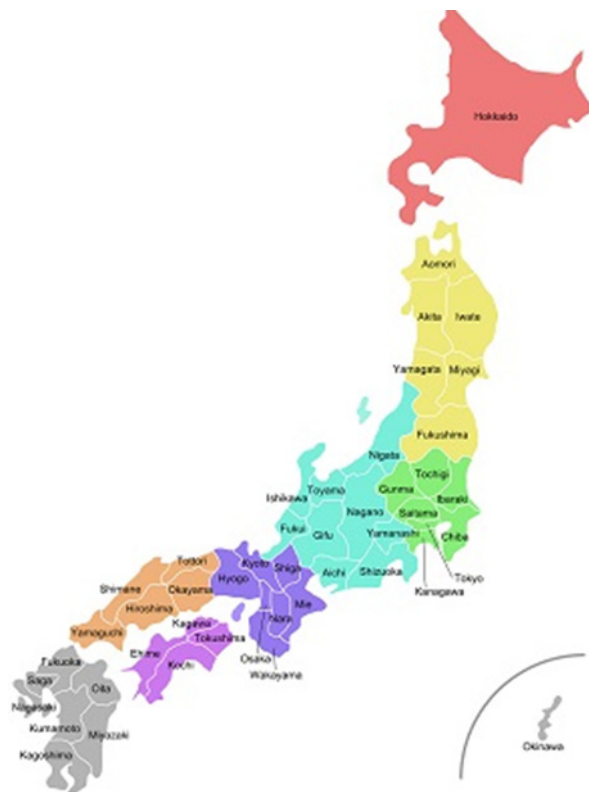 Hokkaido
Aomori
Akita
Iwate
Yamagata
Miyagi
Fukushima
Nigata
Tochigi
Gunma
Ibaraki
Toyama
Ishikawa
Nagano
Saitama
Fukui
Gifu
Yamanashi
Chiba
Tottori
Kyoto
Shiga
Aichi
Shizuoka
Tokyo
Kanagawa
Hyogo
Shimane
Okayama
Hiroshima
Mie
Nara
Kagawa
Yamaguchi
Tokushima
Ehime
Osaka
Fukuoka
Kochi
Wakayama
Saga
Oita
Nagasaki
Kumamoto
Miyazaki
Kagoshima
Okinawa